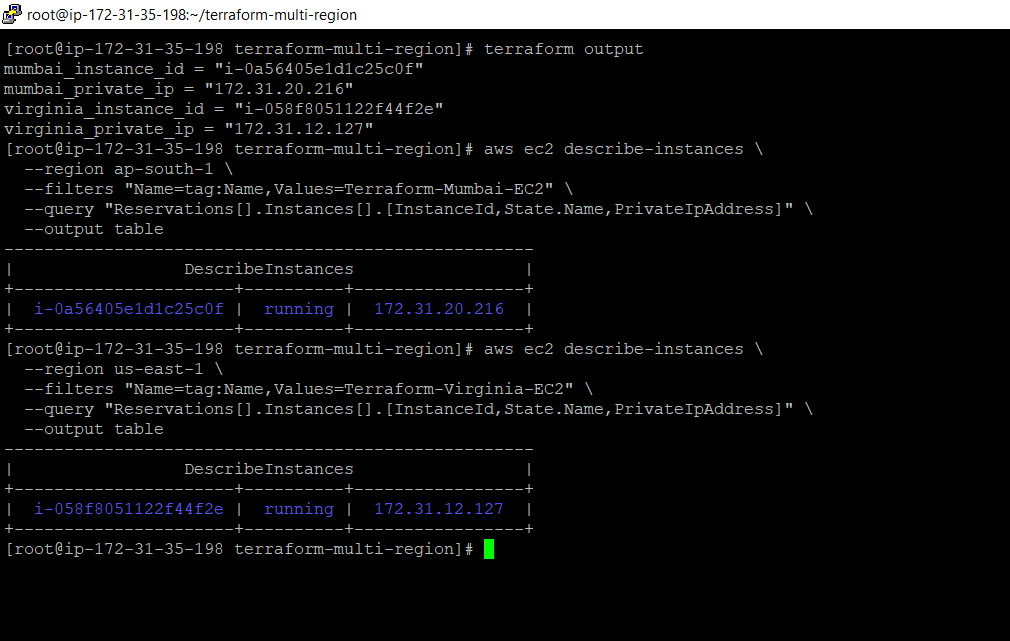 root@ip-172-31-35-198:~/terraform-multi-region
[root@ip-172-31-35-198 terraform-multi-region]# terraform output
mumbai_instance_id = "i-0a56405e1d1c25c0f"
mumbai_private_ip = "172.31.20.216"
virginia_instance_id = "i-058f8051122f44f2e"
virginia_private_ip = "172.31.12.127"
[root@ip-172-31-35-198 terraform-multi-region]# aws ec2 describe-instances \
  --region ap-south-1 \
  --filters "Name=tag:Name,Values=Terraform-Mumbai-EC2" \
  --query "Reservations[].Instances[].[InstanceId,State.Name,PrivateIpAddress]" \
  --output table
-----------------------------------------------------
|                 DescribeInstances                 |
+----------------------+----------+-----------------+
|  i-0a56405e1d1c25c0f |  running |  172.31.20.216  |
+----------------------+----------+-----------------+
[root@ip-172-31-35-198 terraform-multi-region]# aws ec2 describe-instances \
  --region us-east-1 \
  --filters "Name=tag:Name,Values=Terraform-Virginia-EC2" \
  --query "Reservations[].Instances[].[InstanceId,State.Name,PrivateIpAddress]" \
  --output table
-----------------------------------------------------
|                 DescribeInstances                 |
+----------------------+----------+-----------------+
|  i-058f8051122f44f2e |  running |  172.31.12.127  |
+----------------------+----------+-----------------+
[root@ip-172-31-35-198 terraform-multi-region]#